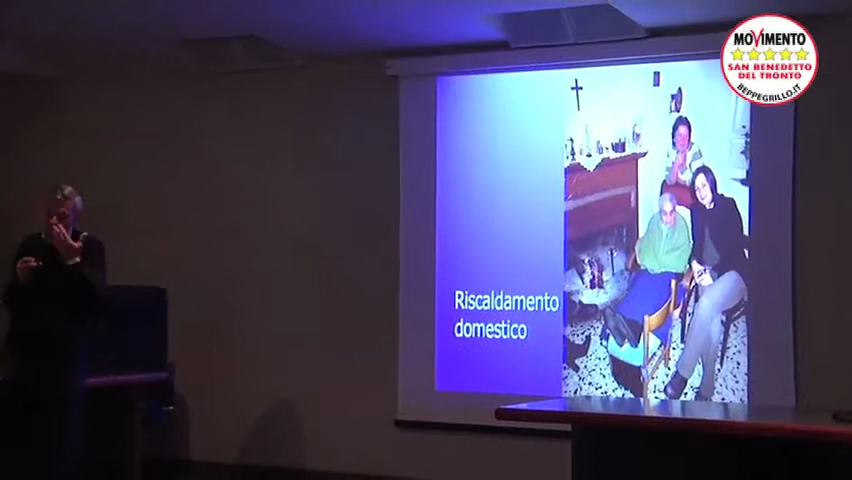 MOVIMENTO
SAN BENEDETTO
DEL TRONTO
BEPPEGRILLO.IT
Riscaldamento
domestico